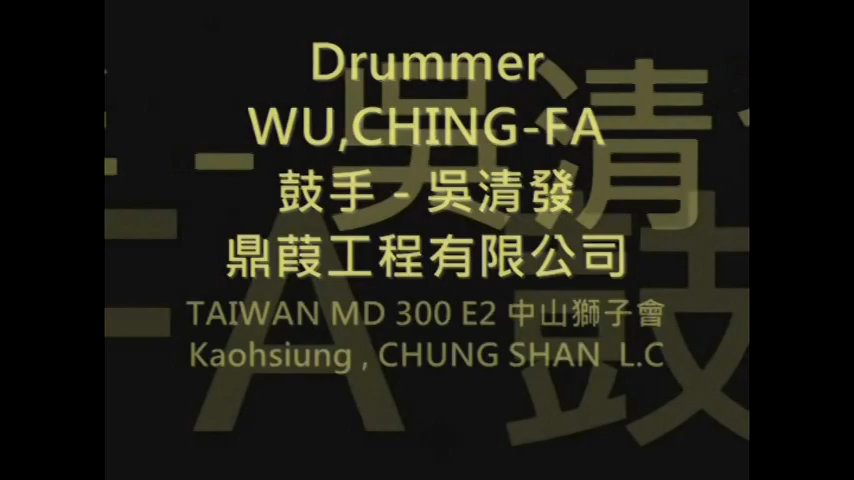 Drummer
WU,CHING-FA
鼓手 - 吳清發
鼎葭工程有限公司
TAIWAN MD 300 E2 中山獅子會
Kaohsiung , CHUNG SHAN L.C